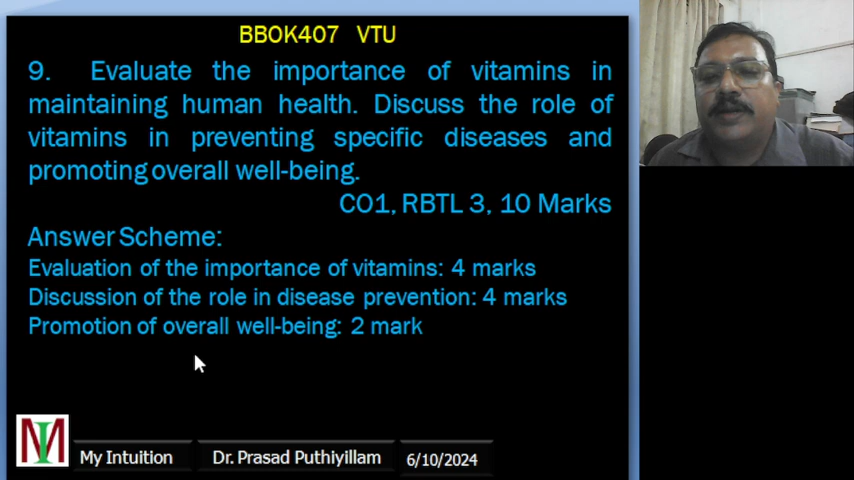 BBOK407 VTU
9. Evaluate the importance of vitamins in
maintaining human health. Discuss the role of
vitamins in preventing specific diseases and
promoting overall well-being.
CO1, RBTL 3, 10 Marks
Answer Scheme:
Evaluation of the importance of vitamins: 4 marks
Discussion of the role in disease prevention: 4 marks
Promotion of overall well-being: 2 mark
MI
My Intuition
Dr. Prasad Puthiyillam
6/10/2024